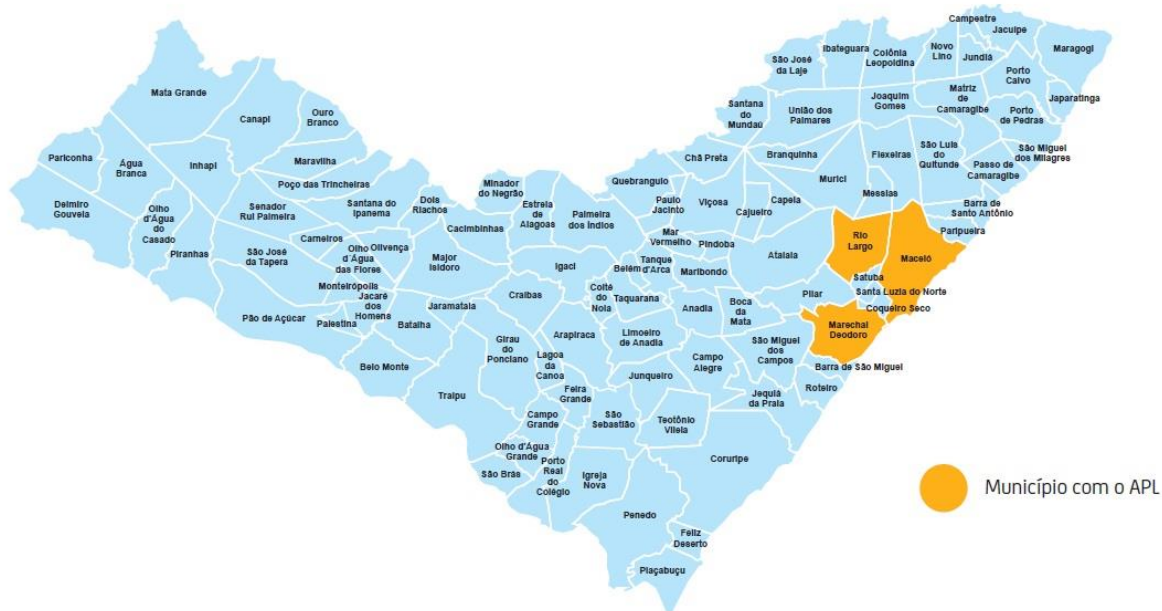 Campestre
Jacuípe
Maragogi
Ibateguara
Colônia
Leopoldina
Novo
Lino
Jundiá
São José
da Laje
Porto
Calvo
Mata Grande
Matriz
de
Camaragibe
Japaratinga
Joaquim
Gomes
Santana
do
Mundaú
União dos
Palmares
Porto
de Pedras
Ouro
Branco
Canapi
São Luis
do
Quitunde
São Miguel
dos Milagres
Pariconha
Água
Branca
Inhapi
Maravilha
Chã Preta
Branquinha
Flexeiras
Passo de
Camaragibe
Poço das Trincheiras
Minador
do Negrão
Quebrangulo
Murici
Delmiro
Gouveia
Olho
d'Água
do
Casado
Senador
Rui Palmeira
Santana do
Ipanema
Dois
Riachos
Estrela
de
Alagoas
Palmeira
dos Índios
Paulo
Jacinto
Viçosa
Cajueiro
Capela
Messias
Barra de
Santo Antônio
Cacimbinhas
Mar
Vermelho
Pindoba
Rio
Largo
Paripueira
Piranhas
São José
da Tapera
Carneiros
Olho
d'Água
das Flores
Olivença
Major
Isidoro
Igaci
Belém
Tanque
d'Arca
Maribondo
Atalaia
Maceió
Satuba
Monteirópolis
Jacaré
dos
Homens
Jaramataia
Craíbas
Coité
do
Noia
Taquarana
Anadia
Boca
da
Mata
Pilar
Santa Luzia do Norte
Coqueiro Seco
Pão de Açúcar
Palestina
Batalha
Girau
do
Ponciano
Arapiraca
Limoeiro
de Anadia
São Miguel
dos
Campos
Marechal
Deodoro
Belo Monte
Lagoa
da
Canoa
Campo
Alegre
Barra de São Miguel
Traipu
Feira
Grande
Junqueiro
Jequiá
da Praia
Roteiro
Campo
Grande
São
Sebastião
Teotônio
Vilela
Olho d'Água
Grande
Coruripe
São Brás
Porto
Real
do
Colégio
Igreja
Nova
Município com o APL
Penedo
Feliz
Deserto
Piaçabuçu